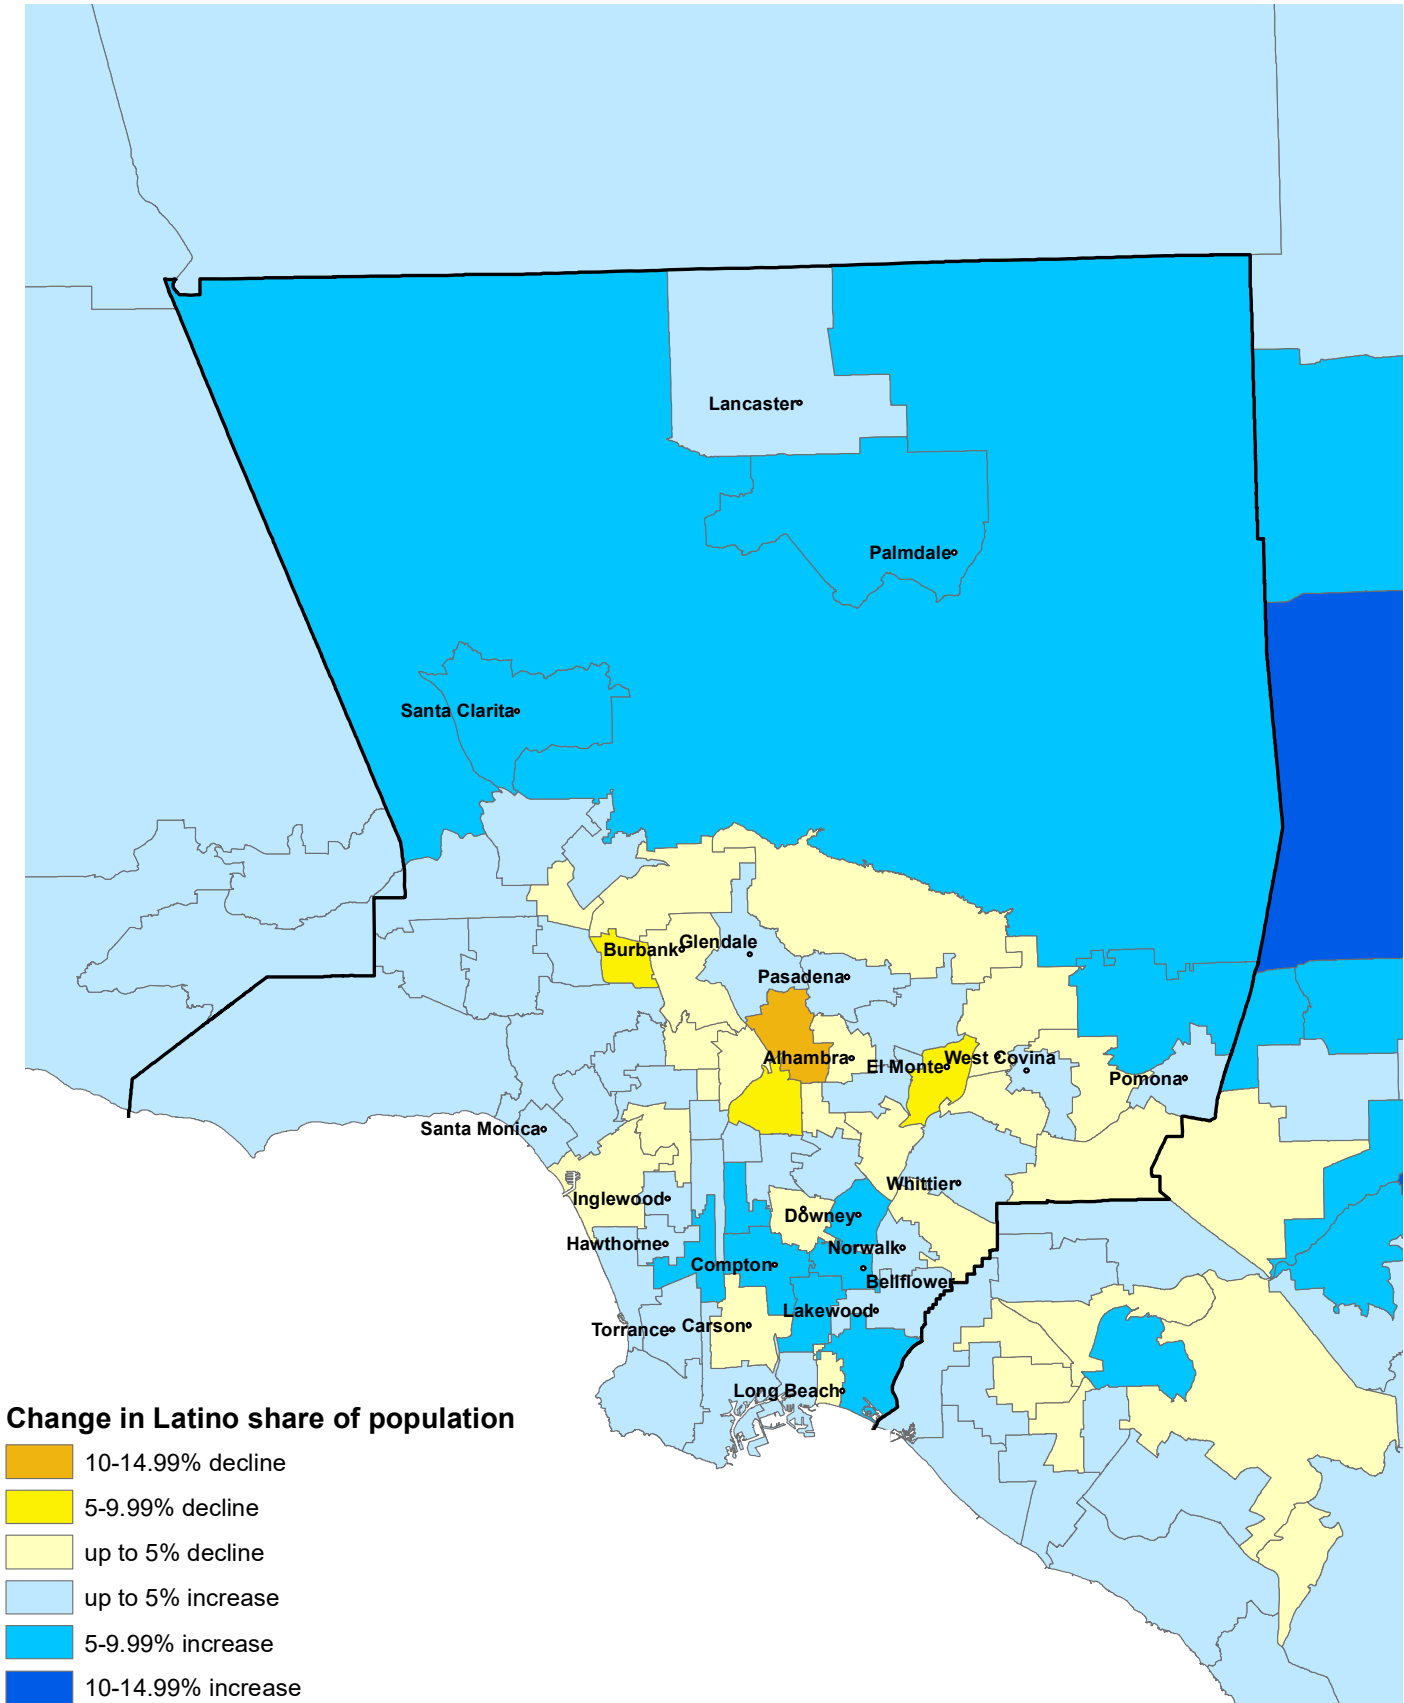 Lancaster
Palmdale
Santa Clarita
Burbank
Glendale
Pasadena
Alhambra
El Monte
West Covina
Pomona
Santa Monica
Whittier
Inglewood
Downey
Hawthorne
Norwalk
Compton
Bellflower
Lakewood
Torrance
Carson
Long Beach
Change in Latino share of population
10-14.99% decline
5-9.99% decline
up to 5% decline
up to 5% increase
5-9.99% increase
10-14.99% increase